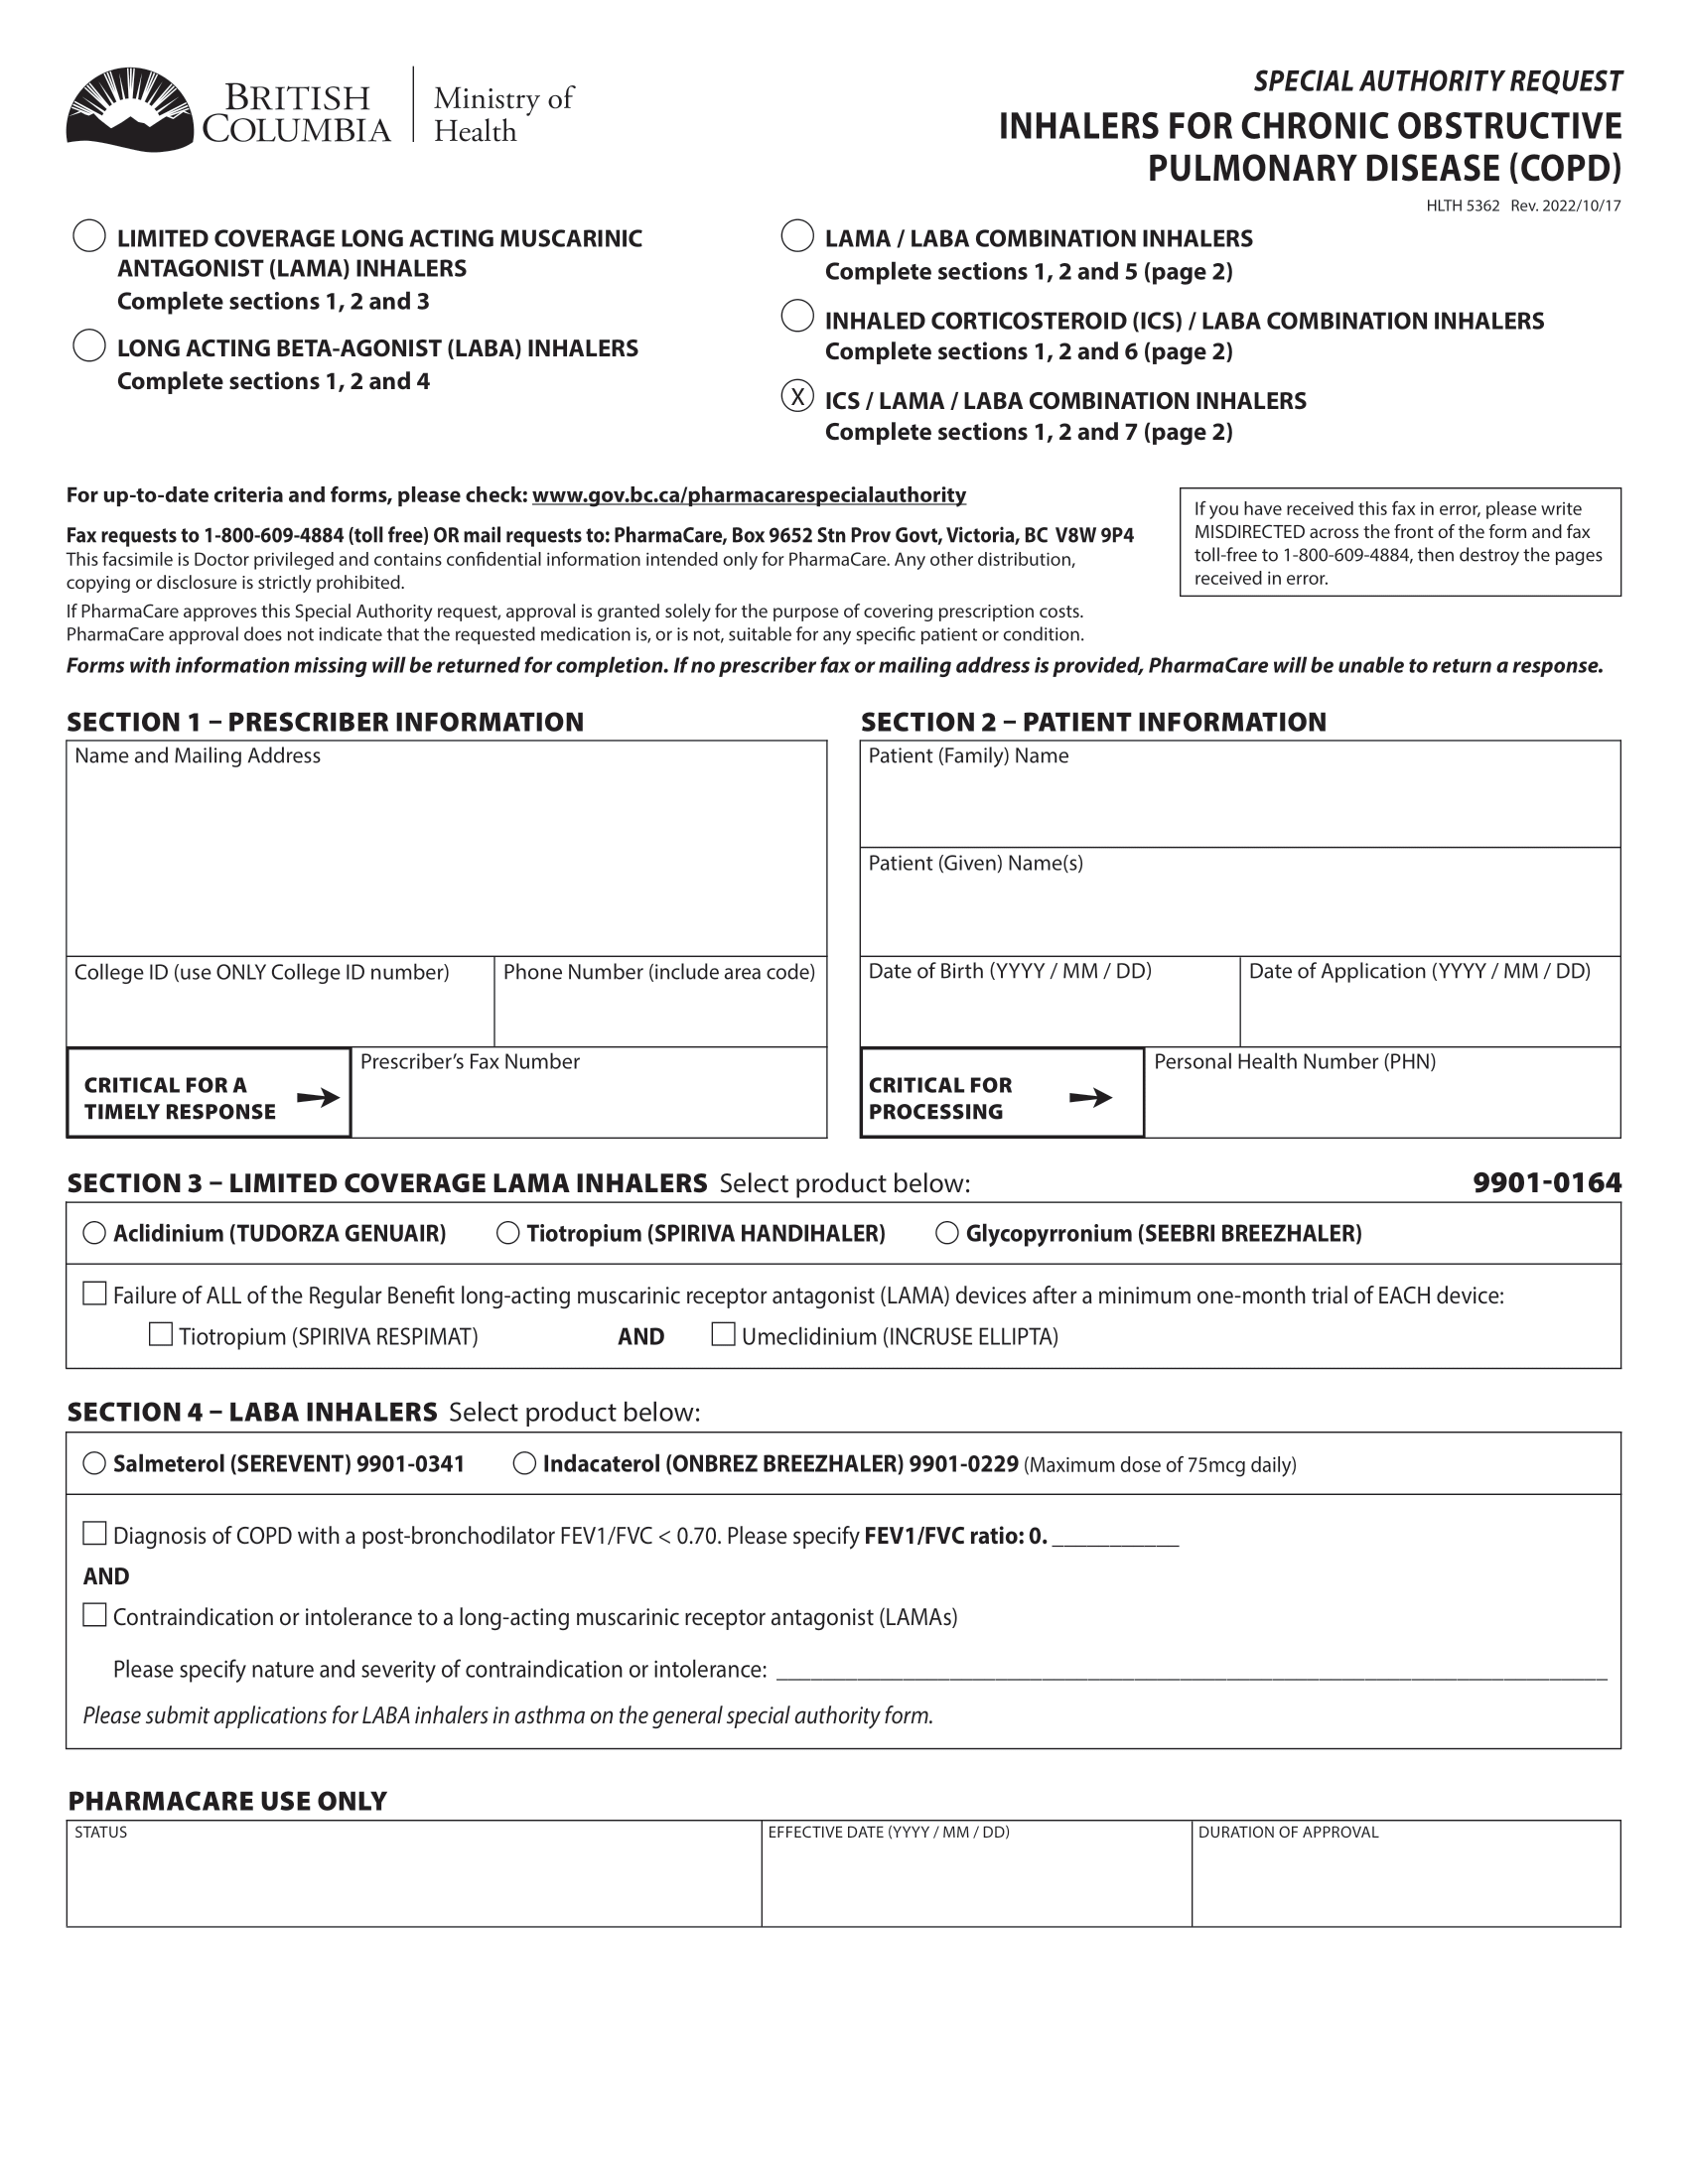 BRITISH
COLUMBIA
Ministry of
Health
SPECIAL AUTHORITY REQUEST
INHALERS FOR CHRONIC OBSTRUCTIVE
PULMONARY DISEASE (COPD)
HLTH 5362 Rev. 2022/10/17
LIMITED COVERAGE LONG ACTING MUSCARINIC
ANTAGONIST (LAMA) INHALERS
Complete sections 1, 2 and 3
LONG ACTING BETA-AGONIST (LABA) INHALERS
Complete sections 1, 2 and 4
LAMA / LABA COMBINATION INHALERS
Complete sections 1, 2 and 5 (page 2)
INHALED CORTICOSTEROID (ICS) / LABA COMBINATION INHALERS
Complete sections 1, 2 and 6 (page 2)
X ICS / LAMA / LABA COMBINATION INHALERS
Complete sections 1, 2 and 7 (page 2)
For up-to-date criteria and forms, please check: www.gov.bc.ca/pharmacarespecialauthority
Fax requests to 1-800-609-4884 (toll free) OR mail requests to: PharmaCare, Box 9652 Stn Prov Govt, Victoria, BC V8W 9P4
This facsimile is Doctor privileged and contains confidential information intended only for PharmaCare. Any other distribution,
copying or disclosure is strictly prohibited.
If PharmaCare approves this Special Authority request, approval is granted solely for the purpose of covering prescription costs.
PharmaCare approval does not indicate that the requested medication is, or is not, suitable for any specific patient or condition.
If you have received this fax in error, please write
MISDIRECTED across the front of the form and fax
toll-free to 1-800-609-4884, then destroy the pages
received in error.
Forms with information missing will be returned for completion. If no prescriber fax or mailing address is provided, PharmaCare will be unable to return a response.
SECTION 1 – PRESCRIBER INFORMATION
Name and Mailing Address
College ID (use ONLY College ID number)
Phone Number (include area code)
CRITICAL FOR A
TIMELY RESPONSE
Prescriber's Fax Number
SECTION 2 – PATIENT INFORMATION
Patient (Family) Name
Patient (Given) Name(s)
Date of Birth (YYYY / MM / DD)
Date of Application (YYYY / MM / DD)
CRITICAL FOR
PROCESSING
Personal Health Number (PHN)
SECTION 3 – LIMITED COVERAGE LAMA INHALERS Select product below: 9901-0164
Aclidinium (TUDORZA GENUAIR) Tiotropium (SPIRIVA HANDIHALER) Glycopyrronium (SEEBRI BREEZHALER)
Failure of ALL of the Regular Benefit long-acting muscarinic receptor antagonist (LAMA) devices after a minimum one-month trial of EACH device:
Tiotropium (SPIRIVA RESPIMAT) AND Umeclidinium (INCRUSE ELLIPTA)
SECTION 4 – LABA INHALERS Select product below:
Salmeterol (SEREVENT) 9901-0341 Indacaterol (ONBREZ BREEZHALER) 9901-0229 (Maximum dose of 75mcg daily)
Diagnosis of COPD with a post-bronchodilator FEV1/FVC < 0.70. Please specify FEV1/FVC ratio: 0. ___________
AND
Contraindication or intolerance to a long-acting muscarinic receptor antagonist (LAMAs)
Please specify nature and severity of contraindication or intolerance: ___________
Please submit applications for LABA inhalers in asthma on the general special authority form.
PHARMACARE USE ONLY
STATUS
EFFECTIVE DATE (YYYY / MM / DD)
DURATION OF APPROVAL